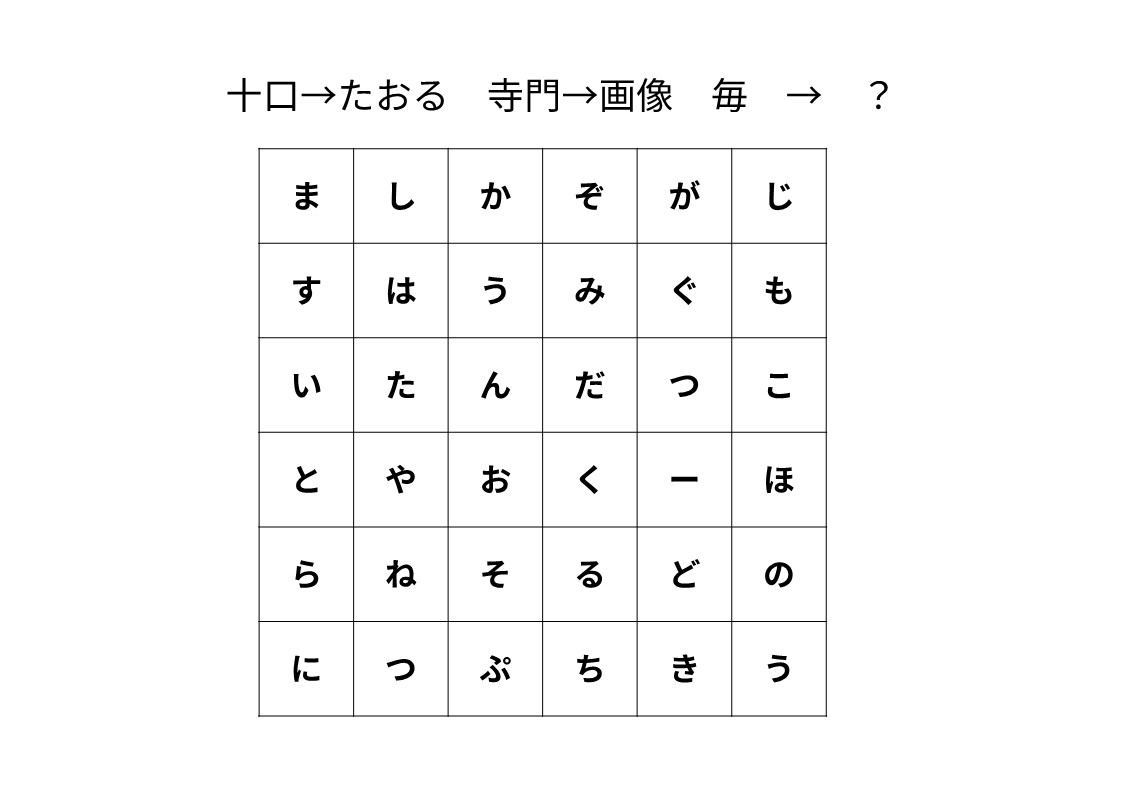 十口→たおる　寺門→画像　毎　→　？
ま し か ぞ が じ
す は う み ぐ も
い た ん だ つ こ
と や お く ー ほ
ら ね そ る ど の
に つ ぷ ち き う